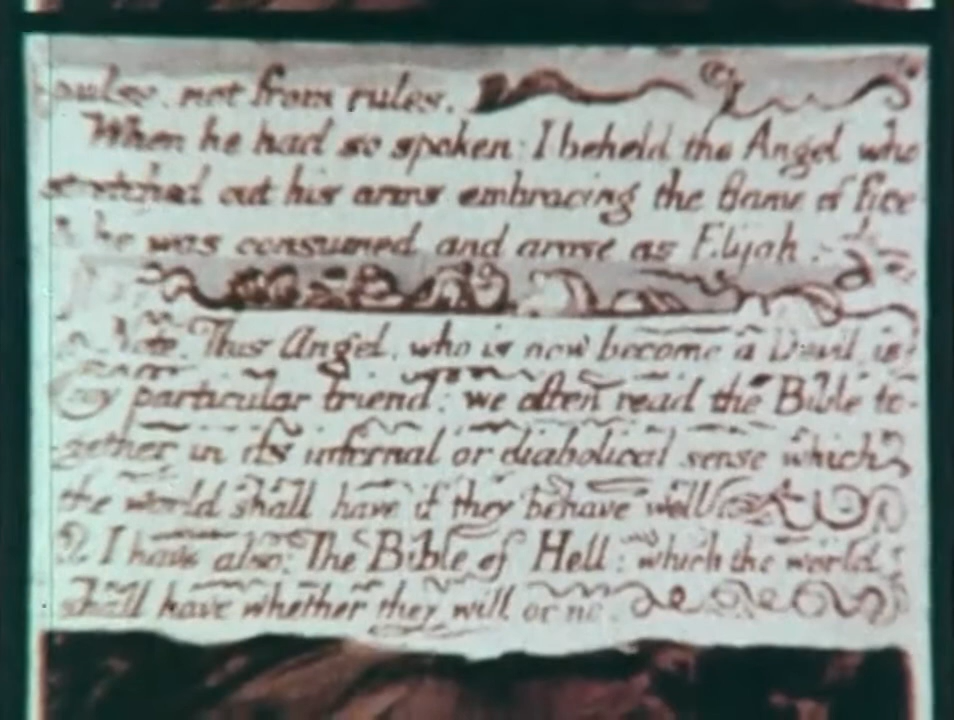 pulse, not from rules.
When he had so spoken: I beheld the Angel who
stretched out his arms embracing the flame of fire
& he was consumed and arose as Elijah.
Note. This Angel, who is now become a Devil, is
my particular friend: we often read the Bible to-
gether in its infernal or diabolical sense which
the world shall have if they behave well
I have also: The Bible of Hell: which the world
shall have whether they will or no.